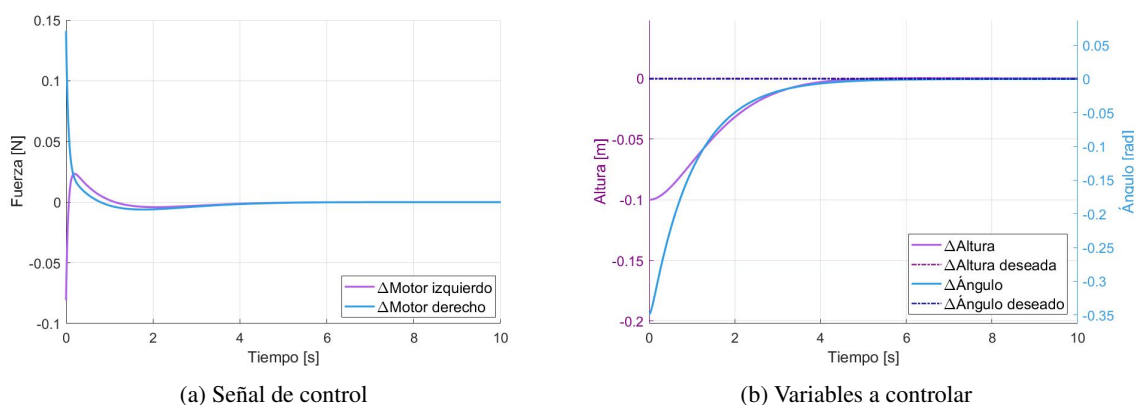 0.15
0.1
0.05
0
-0.05
-0.1
Fuerza [N]
0 2 4 6 8 10
Tiempo [s]
ΔMotor izquierdo
ΔMotor derecho
(a) Señal de control
0
-0.05
-0.1
-0.15
-0.2
Altura [m]
0.05
0
-0.05
-0.1
-0.15
-0.2
-0.25
-0.3
-0.35
Ángulo [rad]
0 2 4 6 8 10
Tiempo [s]
ΔAltura
ΔAltura deseada
ΔÁngulo
ΔÁngulo deseado
(b) Variables a controlar